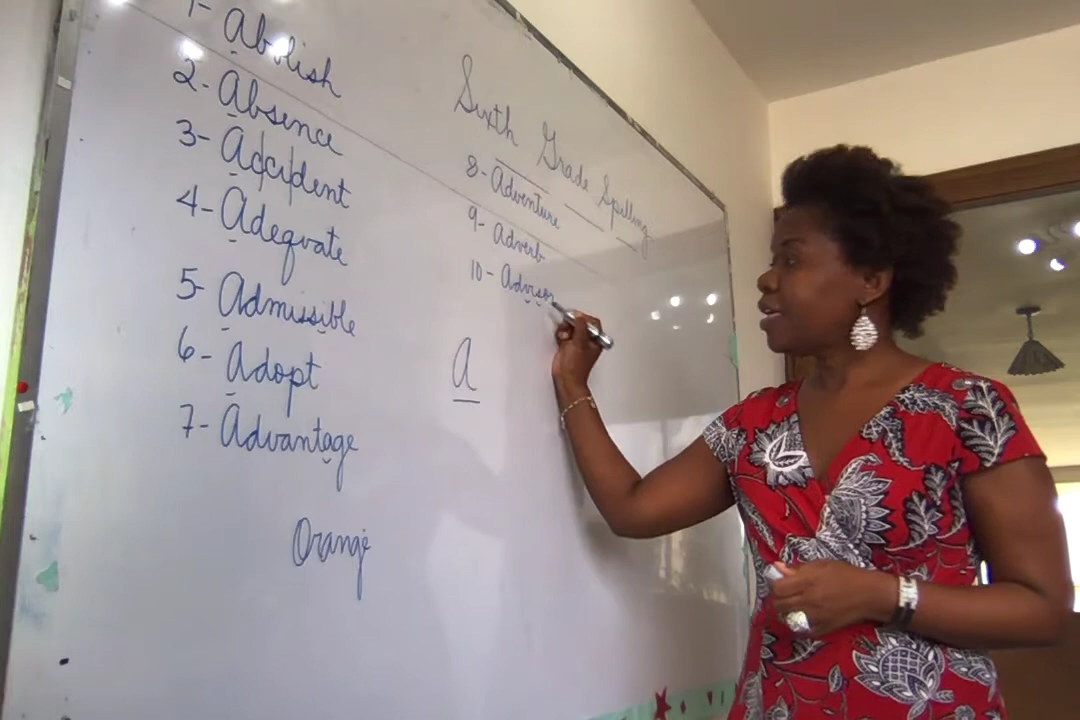 Sixth Grade Spelling
1- Abolish
2- Absence
3- Accident
4- Adequate
5- Admissible
6- Adopt
7- Advantage
8- Adventure
9- Adverb
10- Advisor
a
Orange